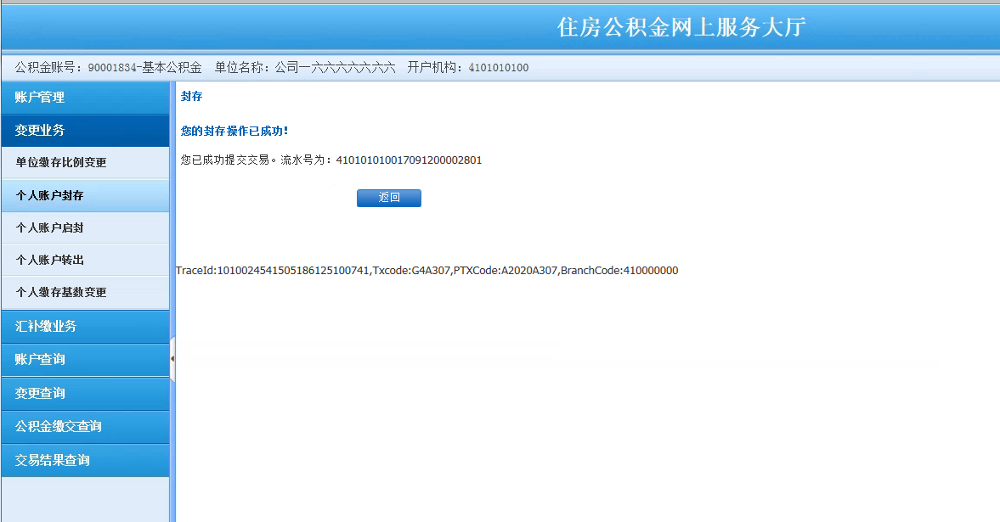 住房公积金网上服务大厅
公积金账号：90001834-基本公积金 单位名称：公司一六六六六六六六 开户机构：4101010100
账户管理
变更业务
单位缴存比例变更
个人账户封存
个人账户启封
个人账户转出
个人缴存基数变更
汇补缴业务
账户查询
变更查询
公积金缴交查询
交易结果查询
封存
您的封存操作已成功!
您已成功提交交易。流水号为：410101010017091200002801
返回
TraceId:1010024541505186125100741,Txcode:G4A307,PTXCode:A2020A307,BranchCode:410000000